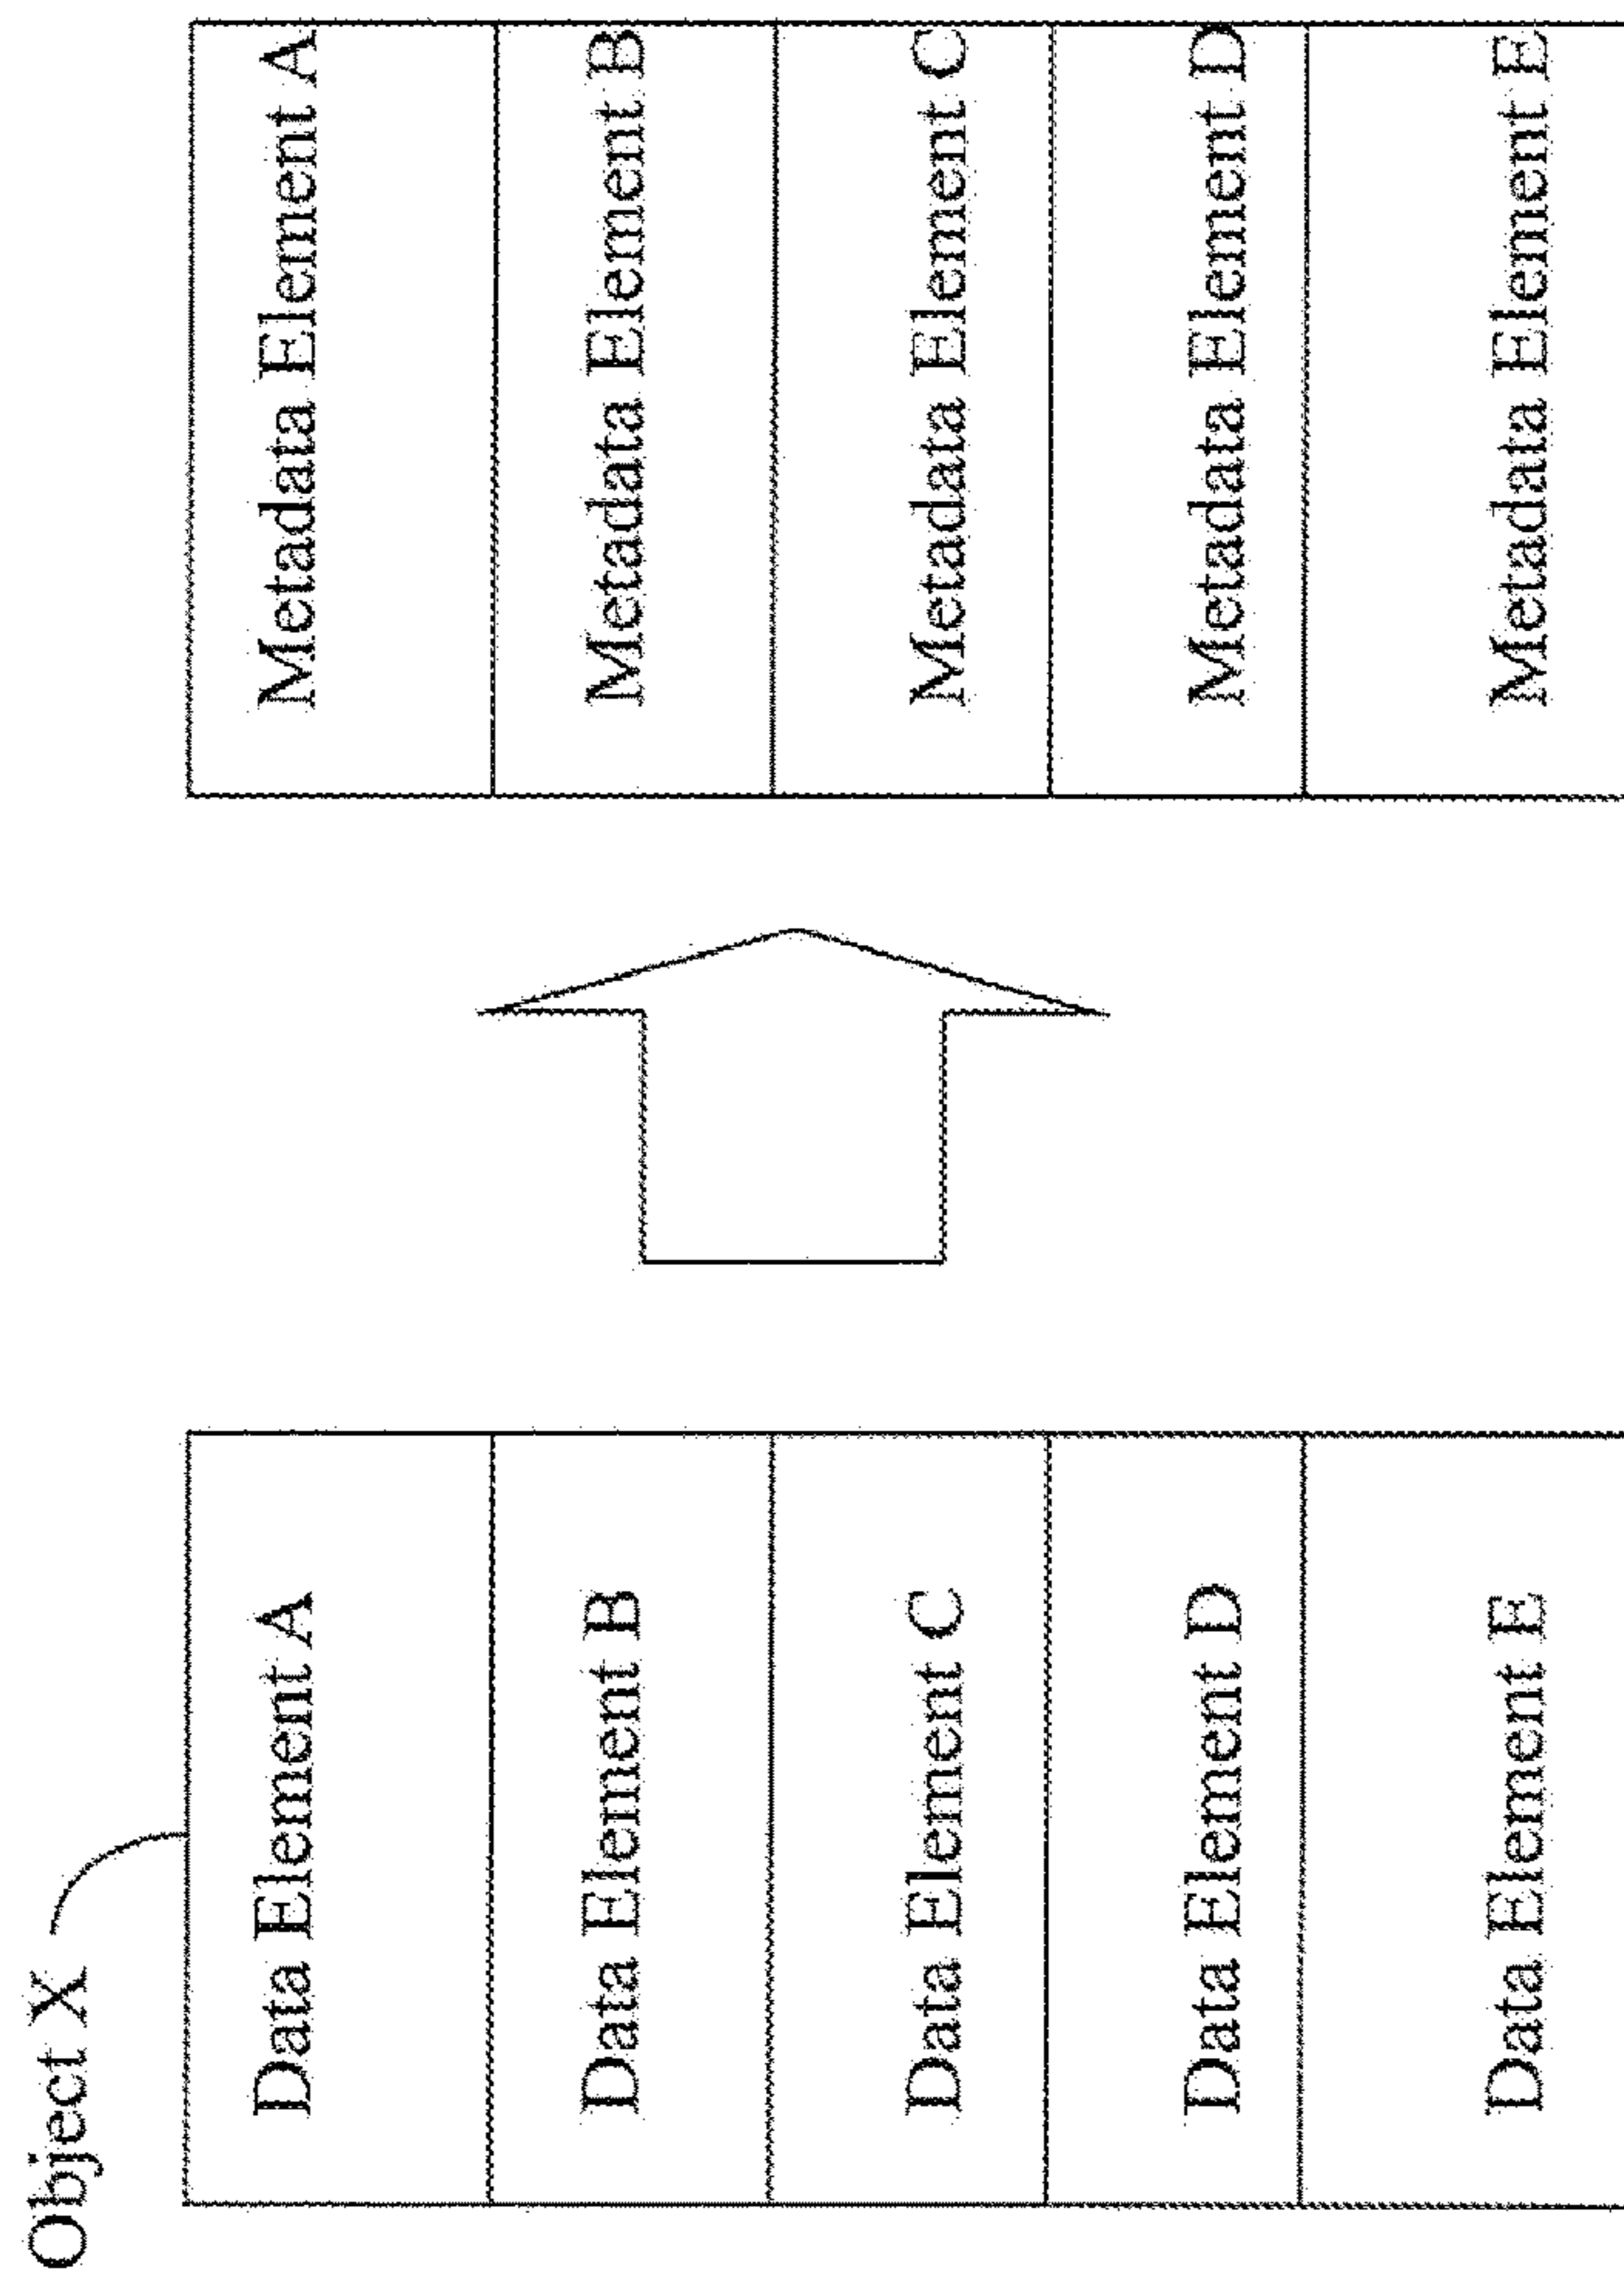 Object X
Data Element A
Data Element B
Data Element C
Data Element D
Data Element E
Metadata Element A
Metadata Element B
Metadata Element C
Metadata Element D
Metadata Element E